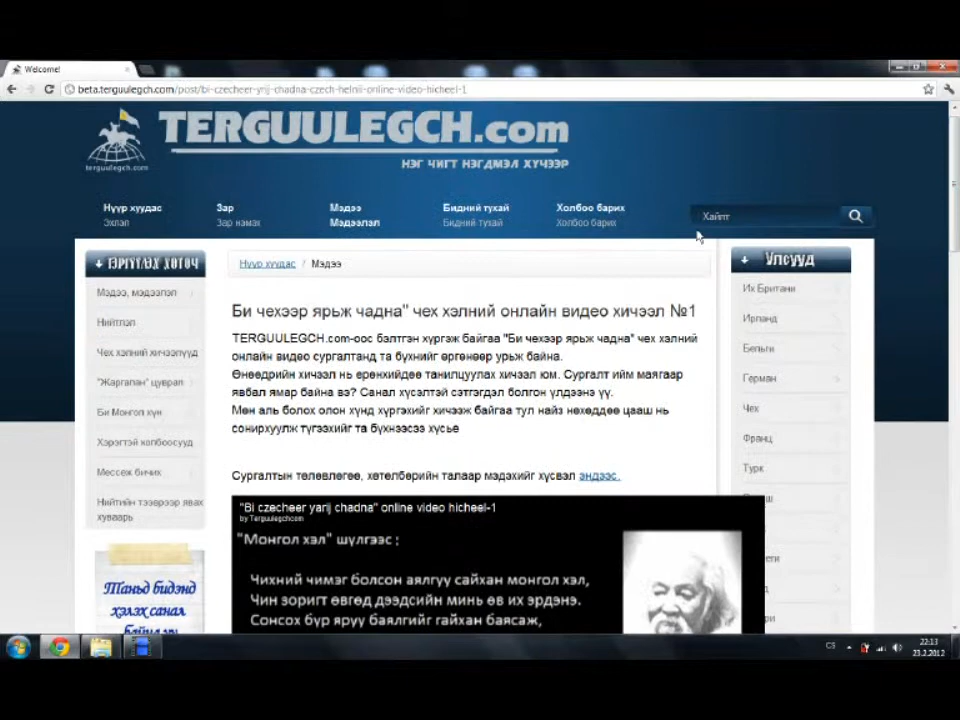 Welcome!
beta.terguulegch.com/post/bi-czecheer-yrij-chadna-czech-helnii-online-video-hicheel-1
TERGUULEGCH.com
terguulegch.com
НЭГ ЧИГТ НЭГДМЭЛ ХҮЧЭЭР
Нүүр хуудас
Эхлэл
Зар
Зар нэмэх
Мэдээ
Мэдээлэл
Бидний тухай
Бидний тухай
Холбоо барих
Холбоо барих
Хайлт
Нүүр хуудас / Мэдээ
Мэдээ, мэдээлэл
Нийтлэл
Чех хэлний хичээлүүд
"Жаргалан" цуврал
Би Монгол хүн
Хэрэгтэй холбоосууд
Мессеж бичих
Нийтийн тээврээр явах
хуваарь
Таньд бидэнд
хэлэх санал
Би чехээр ярьж чадна" чех хэлний онлайн видео хичээл №1
TERGUULEGCH.com-оос бэлтгэн хүргэж байгаа "Би чехээр ярьж чадна" чех хэлний
онлайн видео сургалтанд та бүхнийг өргөнөөр урьж байна.
Өнөөдрийн хичээл нь ерөнхийдөө танилцуулах хичээл юм. Сургалт ийм маягаар
явбал ямар байна вэ? Санал хүсэлтэй сэтгэгдэл болгон үлдээнэ үү.
Мөн аль болох олон хүнд хүргэхийг хичээж байгаа тул найз нөхөддөө цааш нь
сонирхуулж түгээхийг та бүхнээсээ хүсье
Сургалтын төлөвлөгөө, хөтөлбөрийн талаар мэдэхийг хүсвэл эндээс.
"Bi czecheer yarij chadna" online video hicheel-1
by Terguulegchcom
"Монгол хэл" шүлгээс :
Чихний чимэг болсон аялгуу сайхан монгол хэл,
Чин зоригт өвгөд дээдсийн минь өв их эрдэнэ.
Сонсох бүр яруу баялгийг гайхан баясаж,
Улсууд
Их Британи
Ирланд
Бельги
Герман
Чех
Франц
Турк
CS
22:13
23.2.2012